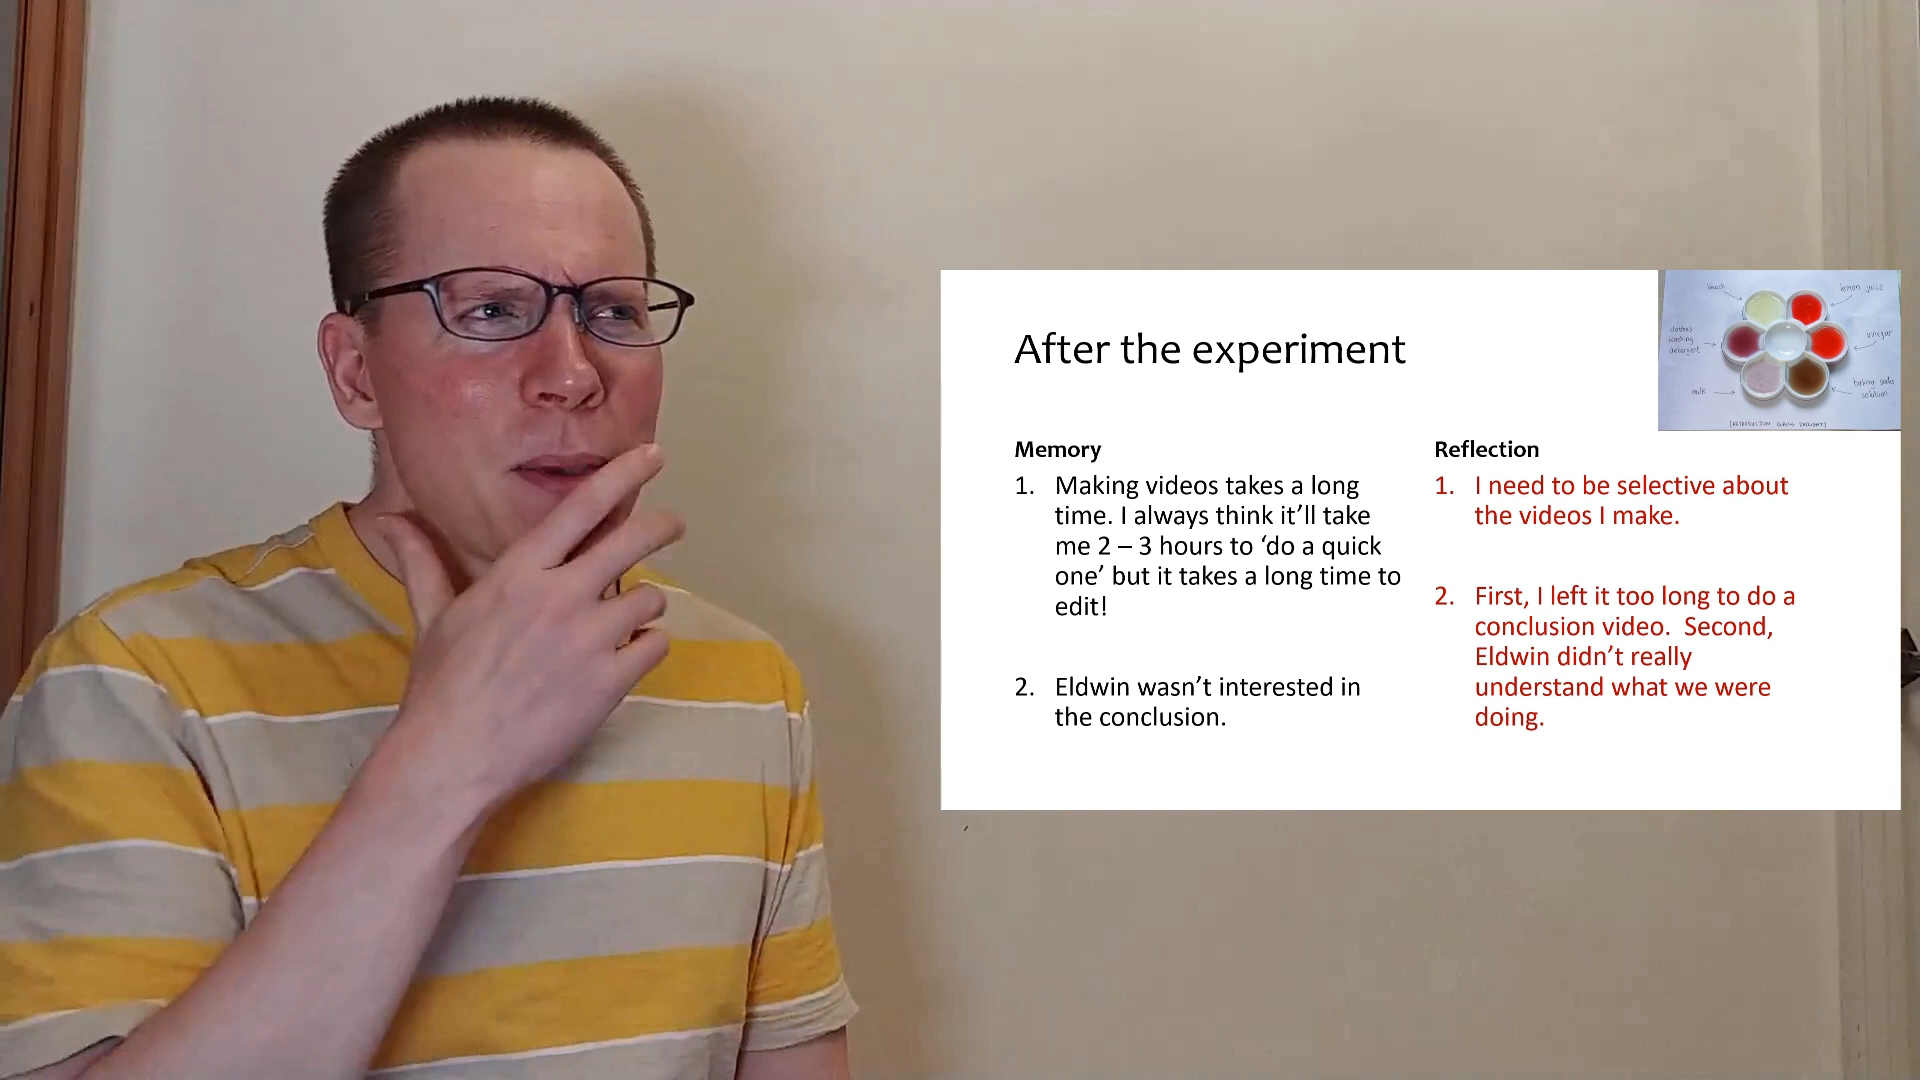 After the experiment
bleach
lemon juice
clothes
washing
detergent
vinegar
milk
baking soda
solution
Memory
1. Making videos takes a long
time. I always think it’ll take
me 2 – 3 hours to ‘do a quick
one’ but it takes a long time to
edit!
2. Eldwin wasn’t interested in
the conclusion.
Reflection
1. I need to be selective about
the videos I make.
2. First, I left it too long to do a
conclusion video. Second,
Eldwin didn’t really
understand what we were
doing.